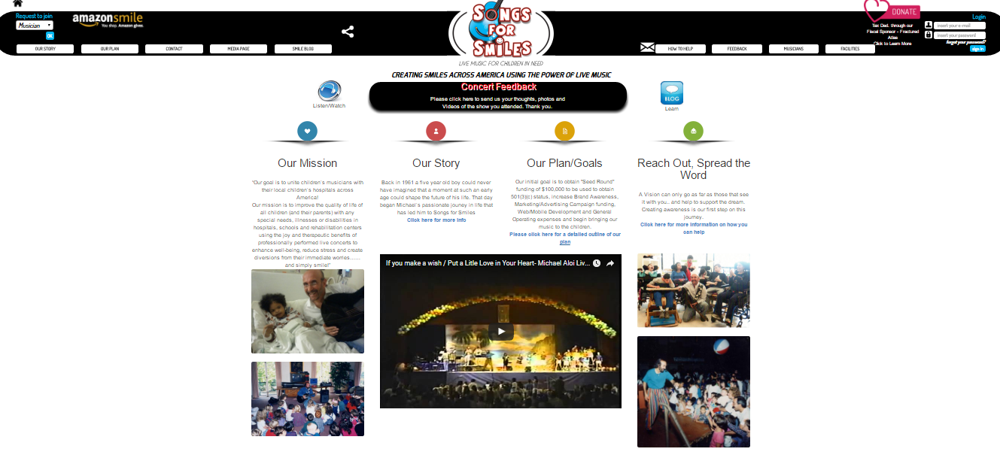 Request to join
Musician
OK
amazonsmile
You shop. Amazon gives.
SONGS
FOR
SMiLES
DONATE
Tax Ded. through our
Fiscal Sponsor - Fractured
Atlas
Click to Learn More
Login
insert your e-mail
insert your password
forgot your password?
sign in
OUR STORY
OUR PLAN
CONTACT
MEDIA PAGE
SMILE BLOG
HOW TO HELP
FEEDBACK
MUSICIANS
FACILITIES
LIVE MUSIC FOR CHILDREN IN NEED
CREATING SMILES ACROSS AMERICA USING THE POWER OF LIVE MUSIC
Concert Feedback
Please click here to send us your thoughts, photos and
Videos of the show you attended. Thank you.
Listen/Watch
BLOG
Learn
Our Mission
"Our goal is to unite children's musicians with
their local children's hospitals across
America!
Our mission is to improve the quality of life of
all children (and their parents) with any
special needs, illnesses or disabilities in
hospitals, schools and rehabilitation centers
using the joy and therapeutic benefits of
professionally performed live concerts to
enhance well-being, reduce stress and create
diversions from their immediate worries......
and simply smile!"
Our Story
Back in 1961 a five year old boy could never
have imagined that a moment at such an early
age could shape the future of his life. That day
began Michael's passionate jouney in life that
has led him to Songs for Smiles
Click here for more info
Our Plan/Goals
Our initial goal is to obtain "Seed Round"
funding of $100,000 to be used to obtain
501(3)(c) status, increase Brand Awareness,
Marketing/Advertising Campaign funding,
Web/Mobile Development and General
Operating expenses and begin bringing our
music to the children.
Please click here for a detailed outline of our
plan
Reach Out, Spread the
Word
A Vision can only go as far as those that see
it with you.. and help to support the dream.
Creating awareness is our first step on this
journey.
Click here for more information on how you
can help
If you make a wish / Put a Litle Love in Your Heart- Michael Aloi Liv...